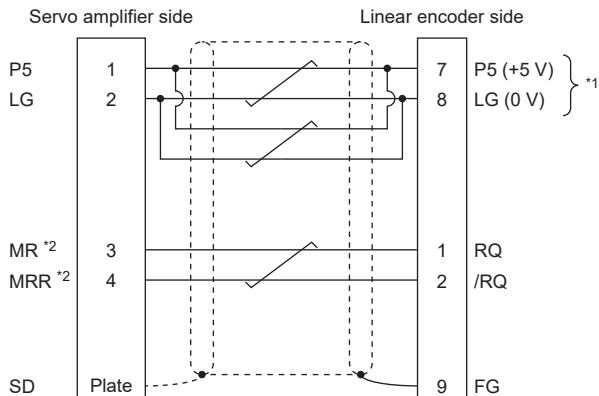 Servo amplifier side Linear encoder side
P5 1 7 P5 (+5 V) *1
LG 2 8 LG (0 V)
MR *2 3 1 RQ
MRR *2 4 2 /RQ
SD Plate 9 FG